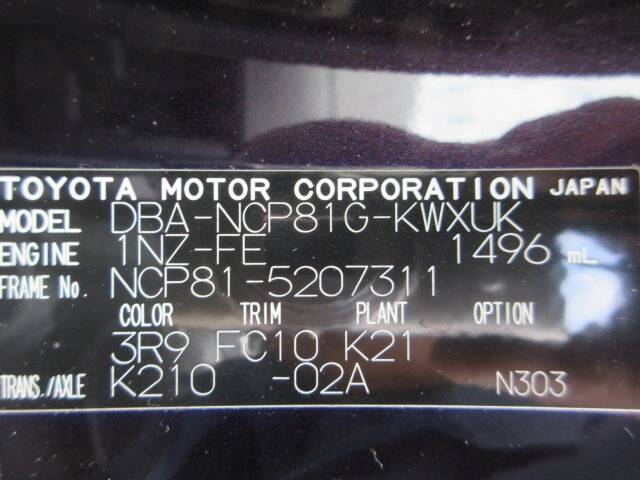 TOYOTA MOTOR CORPORATION JAPAN
MODEL DBA-NCP81G-KWXUK
ENGINE 1NZ-FE 1496 mL
FRAME No. NCP81-5207311
COLOR TRIM PLANT OPTION
3R9 FC10 K21
TRANS./AXLE K210 -02A N303